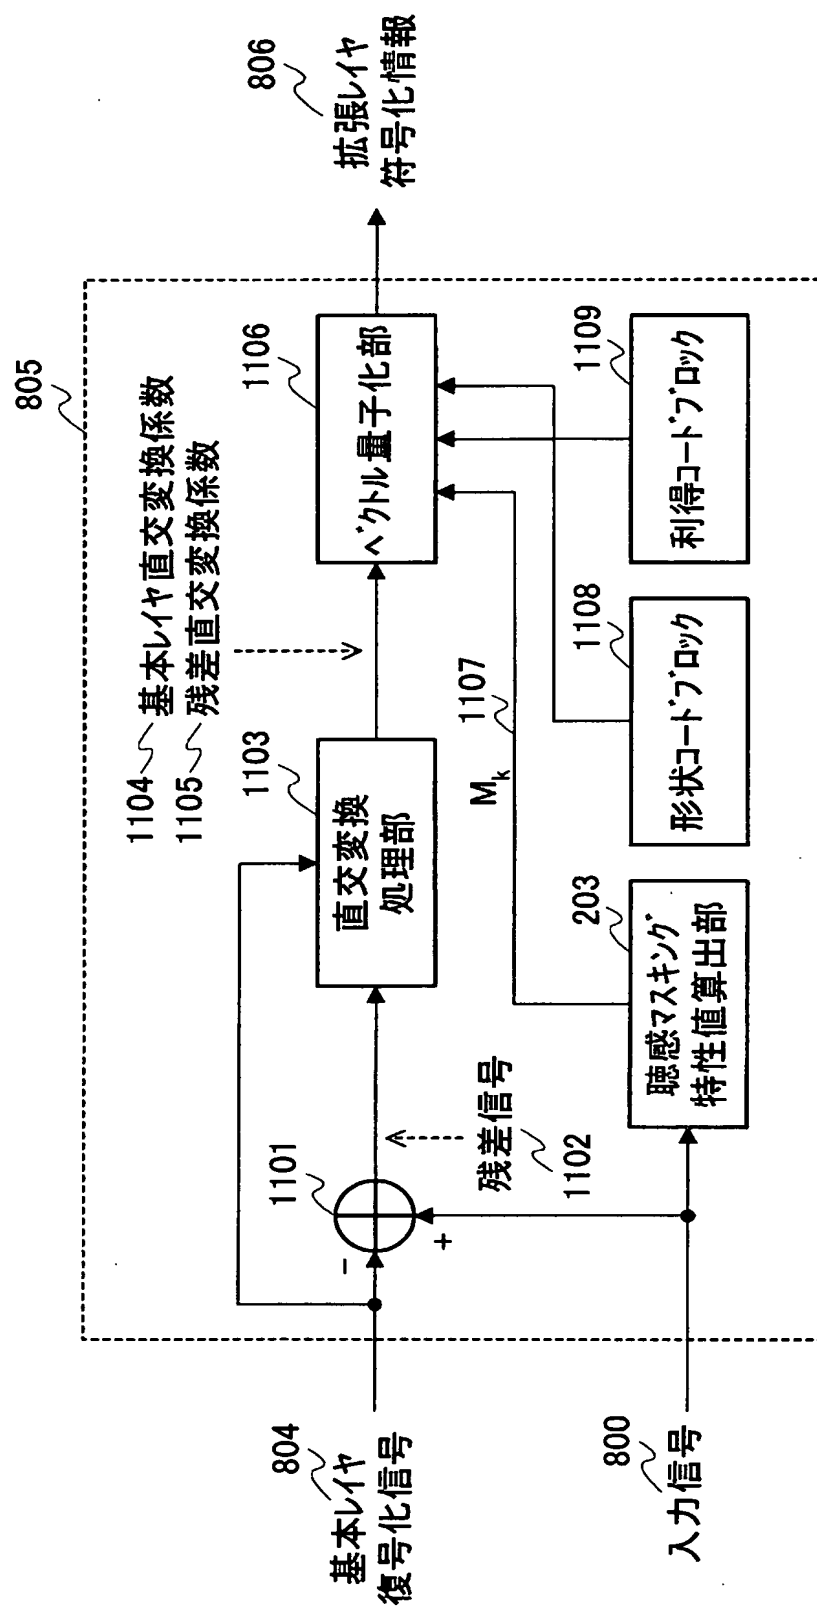 805
1104 基本レイヤ直交変換係数
1105 残差直交変換係数
806
拡張レイヤ
符号化情報
804
基本レイヤ
復号化信号
-
+
1101
残差信号
1102
1103
直交変換
処理部
1106
ベクトル量子化部
M_k
1107
800
入力信号
203
聴感マスキング
特性値算出部
1108
形状コードブロック
1109
利得コードブロック